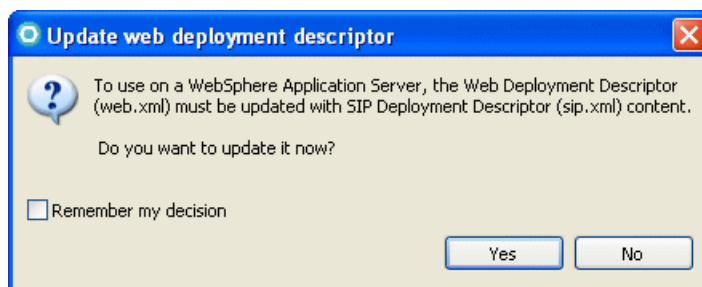 Update web deployment descriptor
To use on a WebSphere Application Server, the Web Deployment Descriptor
(web.xml) must be updated with SIP Deployment Descriptor (sip.xml) content.
Do you want to update it now?
Remember my decision
Yes No